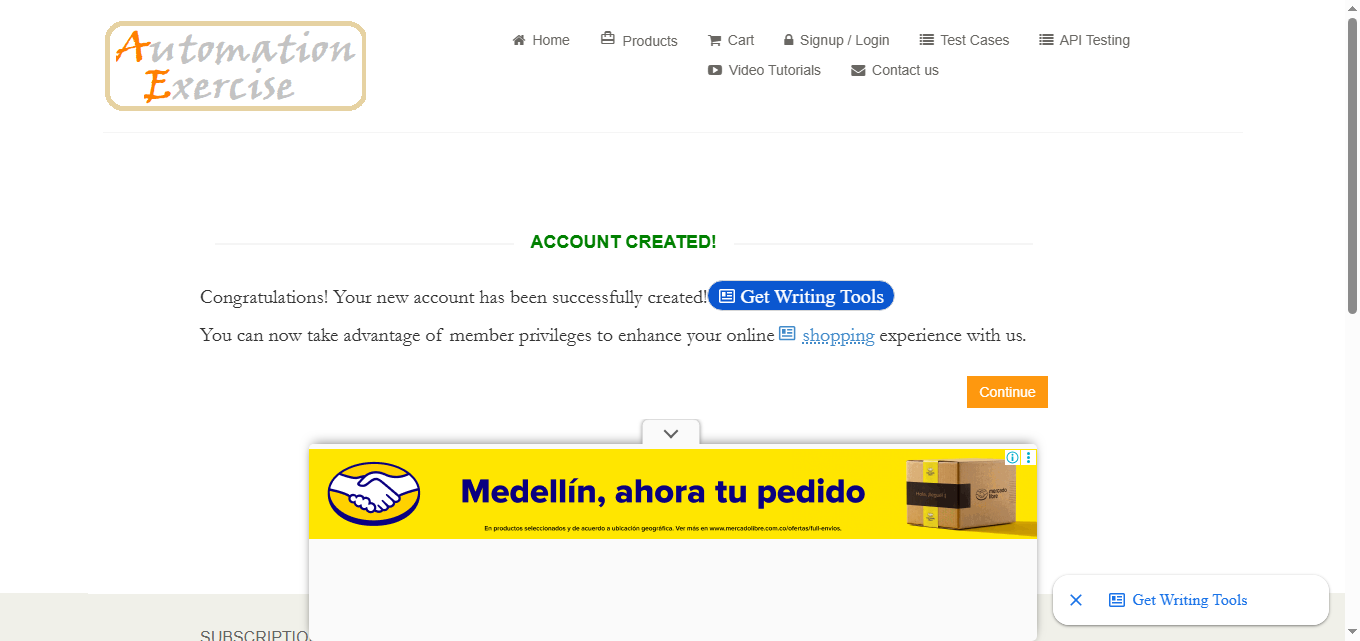 Automation
Exercise
Home
Products
Cart
Signup / Login
Test Cases
API Testing
Video Tutorials
Contact us
ACCOUNT CREATED!
Congratulations! Your new account has been successfully created! Get Writing Tools
You can now take advantage of member privileges to enhance your online shopping experience with us.
Continue
Medellín, ahora tu pedido
En productos seleccionados y de acuerdo a ubicación geográfica. Ver más en www.mercadolibre.com.co/ofertas/full-envios.
mercado
libre
Get Writing Tools
SUBSCRIPTIO